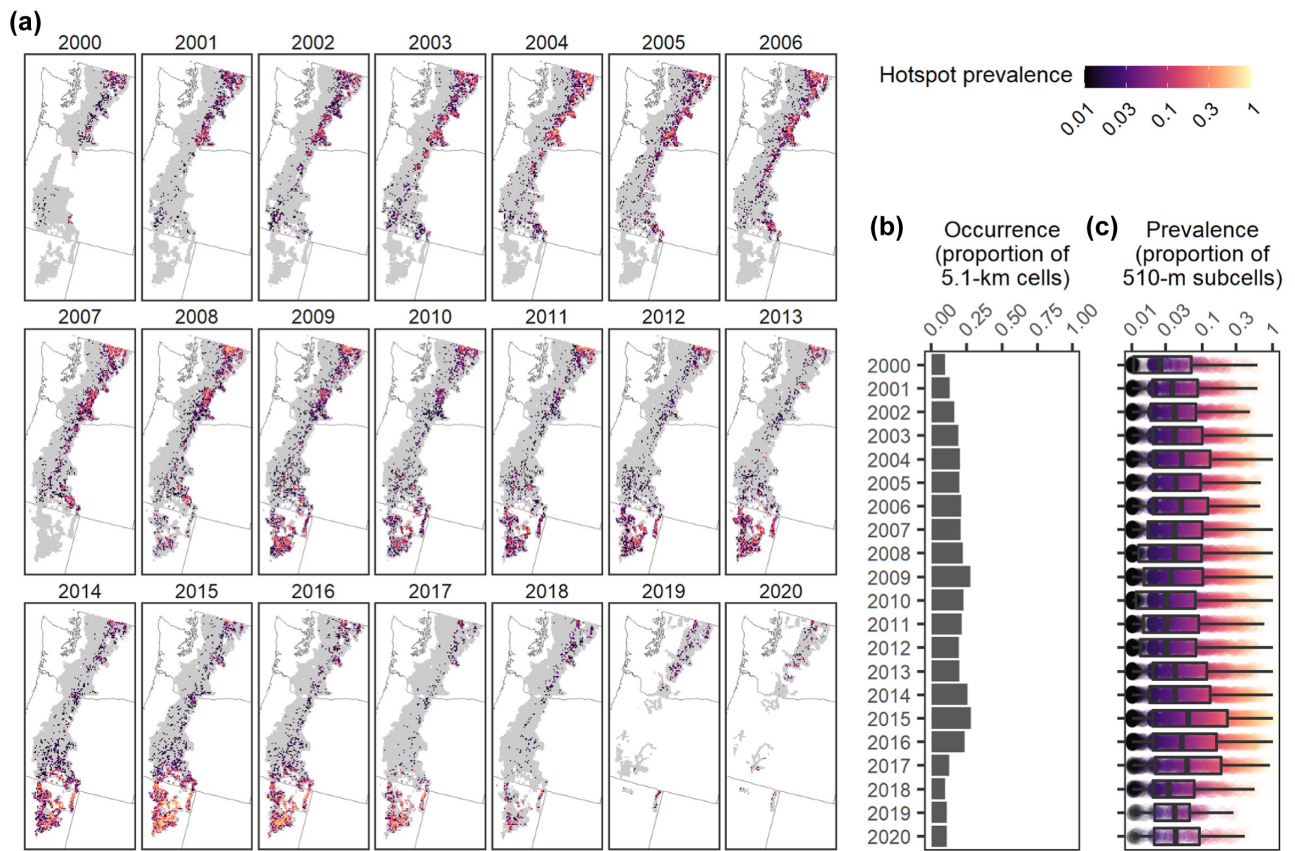 (a)
2000 2001 2002 2003 2004 2005 2006
Hotspot prevalence
0.01 0.03 0.1 0.3 1
2007 2008 2009 2010 2011 2012 2013
2014 2015 2016 2017 2018 2019 2020
(b)
Occurrence
(proportion of
5.1-km cells)
0.00 0.25 0.50 0.75 1.00
(c)
Prevalence
(proportion of
510-m subcells)
0.01 0.03 0.1 0.3 1
2000
2001
2002
2003
2004
2005
2006
2007
2008
2009
2010
2011
2012
2013
2014
2015
2016
2017
2018
2019
2020